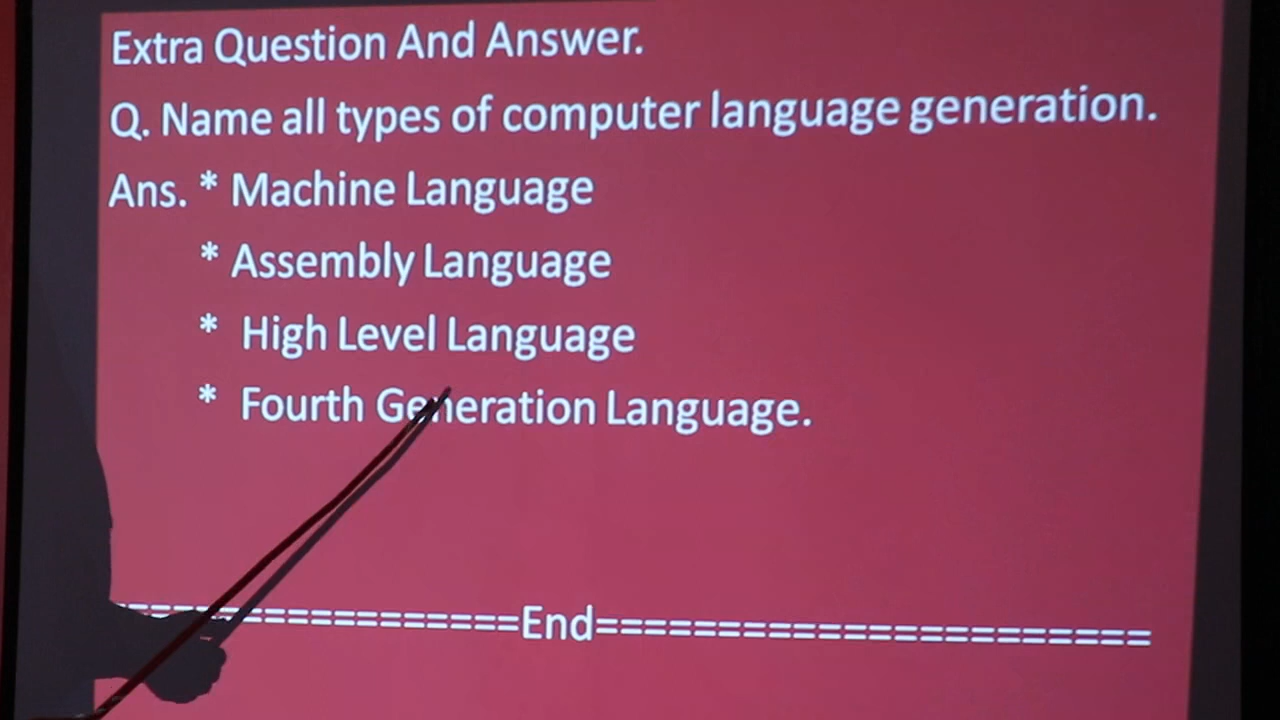 Extra Question And Answer.
Q. Name all types of computer language generation.
Ans. * Machine Language
* Assembly Language
* High Level Language
* Fourth Generation Language.
=================End=======================